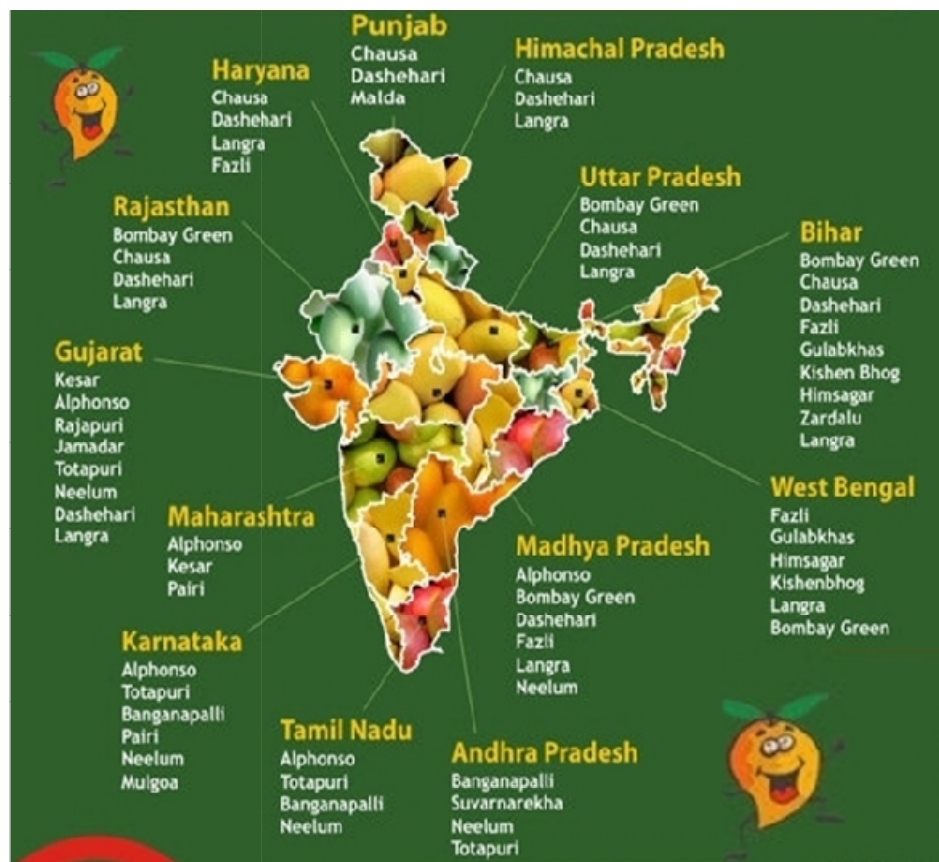 Punjab
Chausa
Dashehari
Malda
Himachal Pradesh
Chausa
Dashehari
Langra
Haryana
Chausa
Dashehari
Langra
Fazli
Uttar Pradesh
Bombay Green
Chausa
Dashehari
Langra
Rajasthan
Bombay Green
Chausa
Dashehari
Langra
Bihar
Bombay Green
Chausa
Dashehari
Fazli
Gulabkhas
Kishen Bhog
Himsagar
Zardalu
Langra
Gujarat
Kesar
Alphonso
Rajapuri
Jamadar
Totapuri
Neelum
Dashehari
Langra
West Bengal
Fazli
Gulabkhas
Himsagar
Kishenbhog
Langra
Bombay Green
Maharashtra
Alphonso
Kesar
Pairi
Madhya Pradesh
Alphonso
Bombay Green
Dashehari
Fazli
Langra
Neelum
Karnataka
Alphonso
Totapuri
Banganapalli
Pairi
Neelum
Mulgoa
Tamil Nadu
Alphonso
Totapuri
Banganapalli
Neelum
Andhra Pradesh
Banganapalli
Suvarnarekha
Neelum
Totapuri